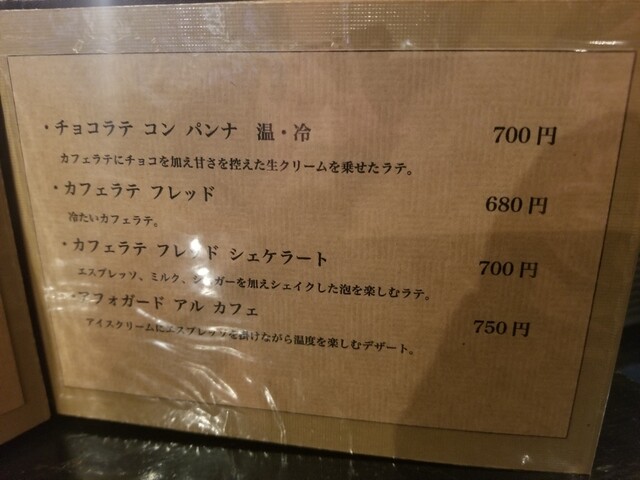 ・チョコラテ コン パンナ 温・冷 700円
カフェラテにチョコを加え甘さを控えた生クリームを乗せたラテ。
・カフェラテ フレッド 680円
冷たいカフェラテ。
・カフェラテ フレッド シェケラート 700円
エスプレッソ、ミルク、シュガーを加えシェイクした泡を楽しむラテ。
・アフォガード アル カフェ 750円
アイスクリームにエスプレッソを掛けながら温度を楽しむデザート。